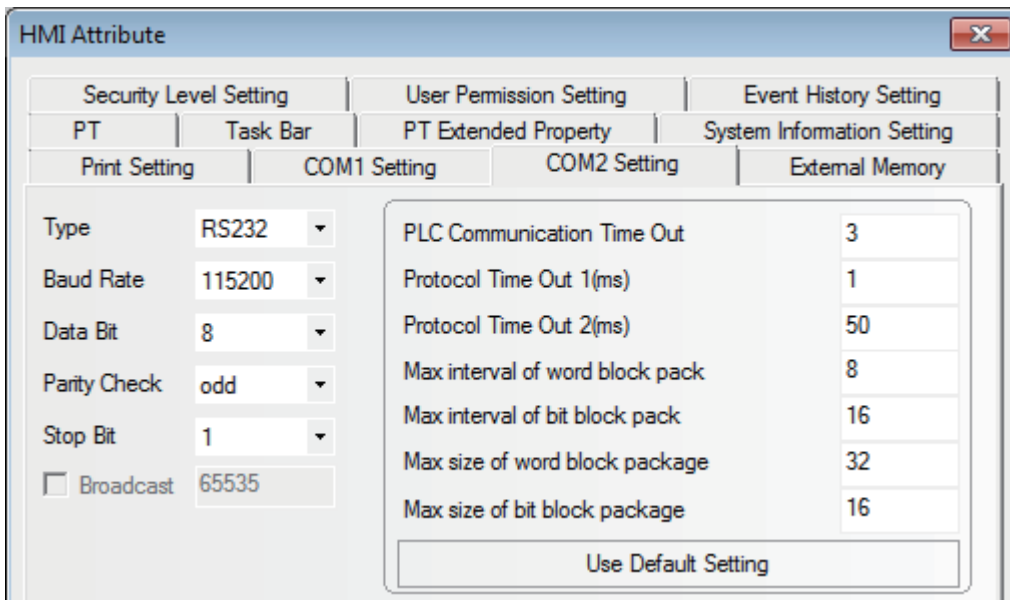 HMI Attribute
Security Level Setting User Permission Setting Event History Setting
PT Task Bar PT Extended Property System Information Setting
Print Setting COM1 Setting COM2 Setting External Memory
Type RS232
Baud Rate 115200
Data Bit 8
Parity Check odd
Stop Bit 1
Broadcast 65535
PLC Communication Time Out 3
Protocol Time Out 1(ms) 1
Protocol Time Out 2(ms) 50
Max interval of word block pack 8
Max interval of bit block pack 16
Max size of word block package 32
Max size of bit block package 16
Use Default Setting